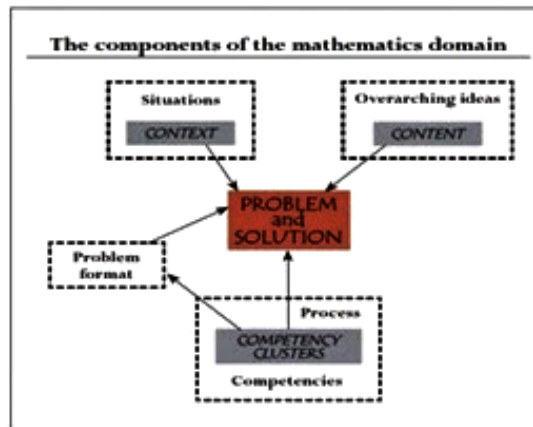 The components of the mathematics domain
Situations
CONTEXT
Overarching ideas
CONTENT
PROBLEM
and
SOLUTION
Problem
format
Process
COMPETENCY
CLUSTERS
Competencies